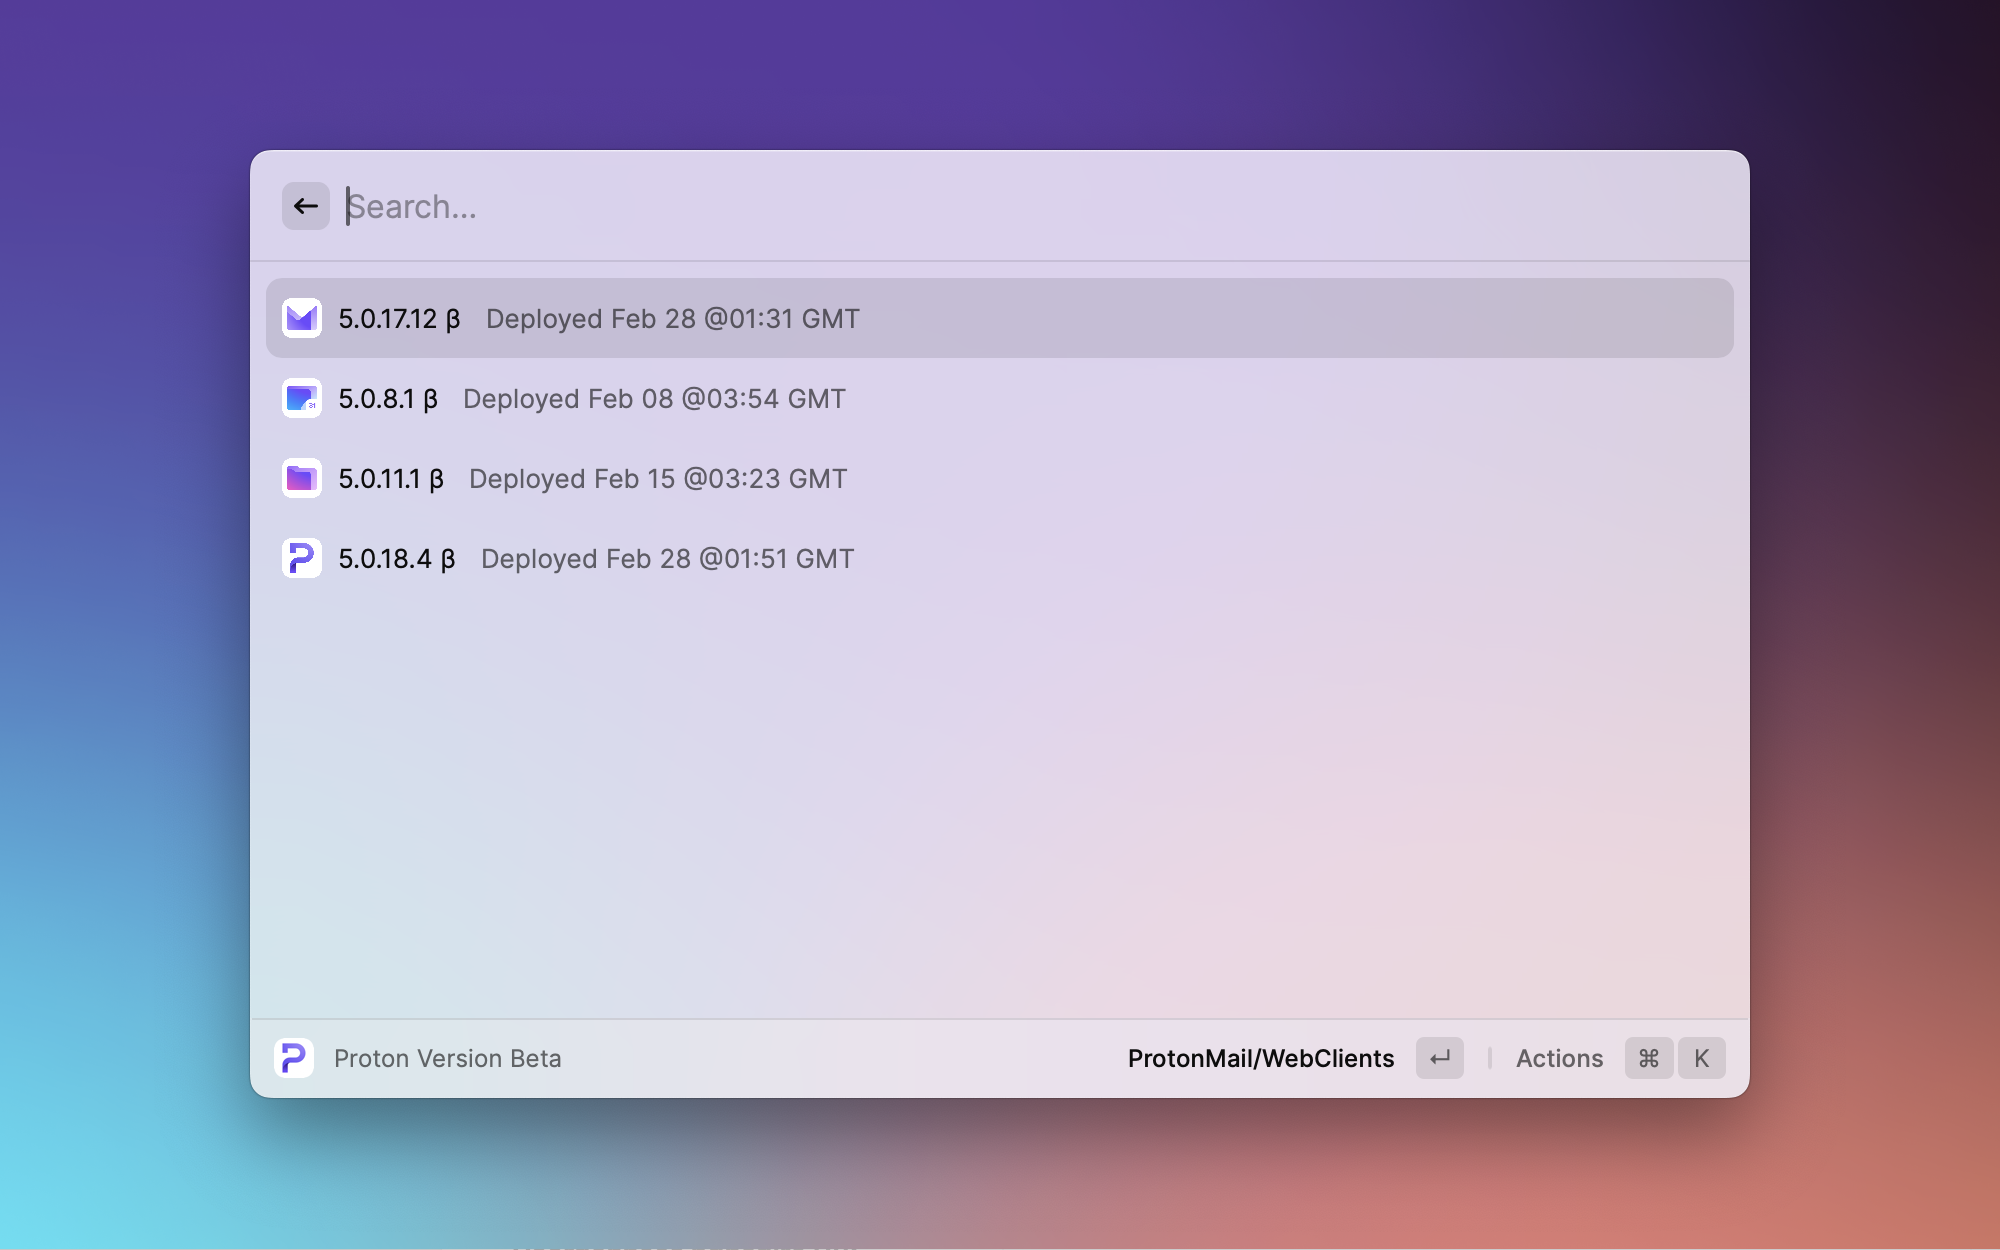 Search...
5.0.17.12 β Deployed Feb 28 @01:31 GMT
31
5.0.8.1 β Deployed Feb 08 @03:54 GMT
5.0.11.1 β Deployed Feb 15 @03:23 GMT
5.0.18.4 β Deployed Feb 28 @01:51 GMT
Proton Version Beta
ProtonMail/WebClients ↵ | Actions ⌘ K